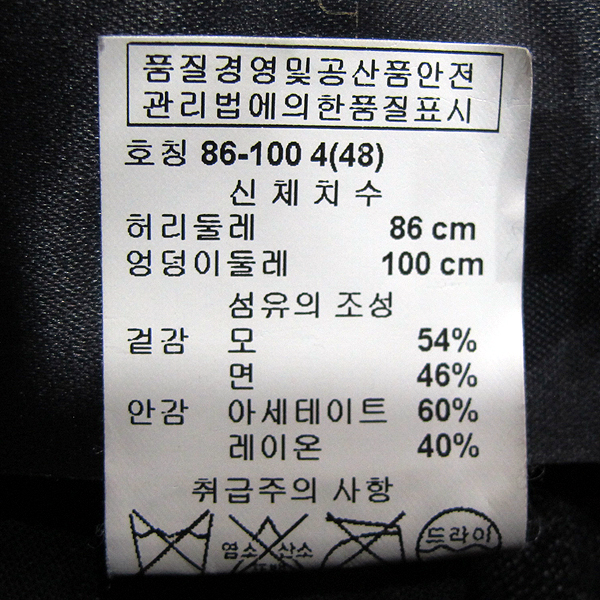 품질경영및공산품안전
관리법에의한품질표시
호칭 86-100 4(48)
신체치수
허리둘레 86 cm
엉덩이둘레 100 cm
섬유의 조성
겉감 모 54%
면 46%
안감 아세테이트 60%
레이온 40%
취급주의 사항
염소 산소 드라이